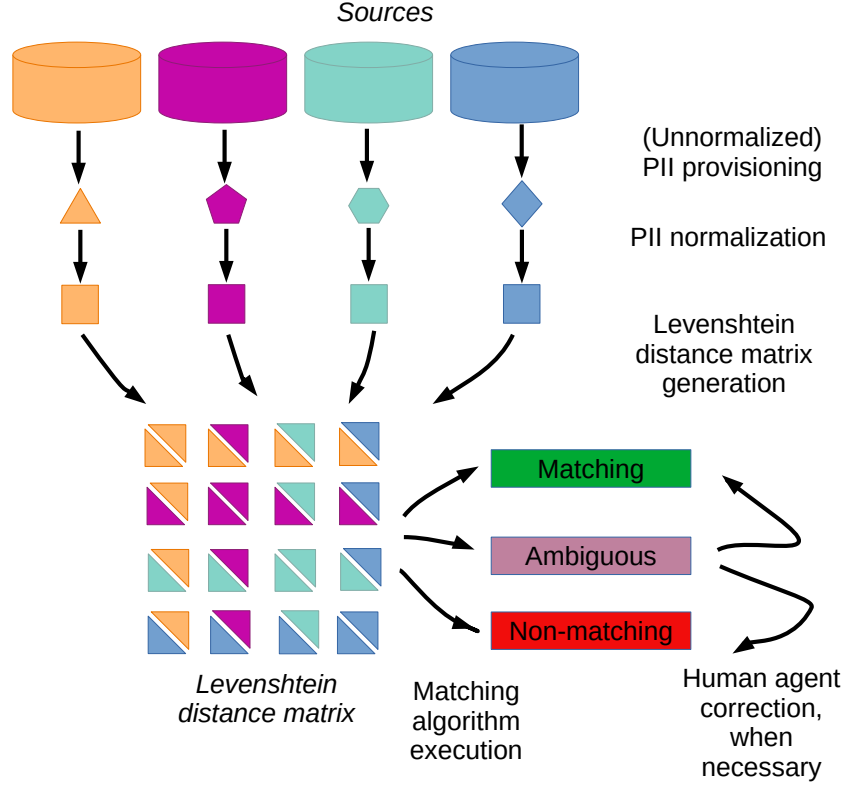 Sources
(Unnormalized)
PII provisioning
PII normalization
Levenshtein
distance matrix
generation
Matching
Ambiguous
Non-matching
Levenshtein
distance matrix
Matching
algorithm
execution
Human agent
correction,
when
necessary